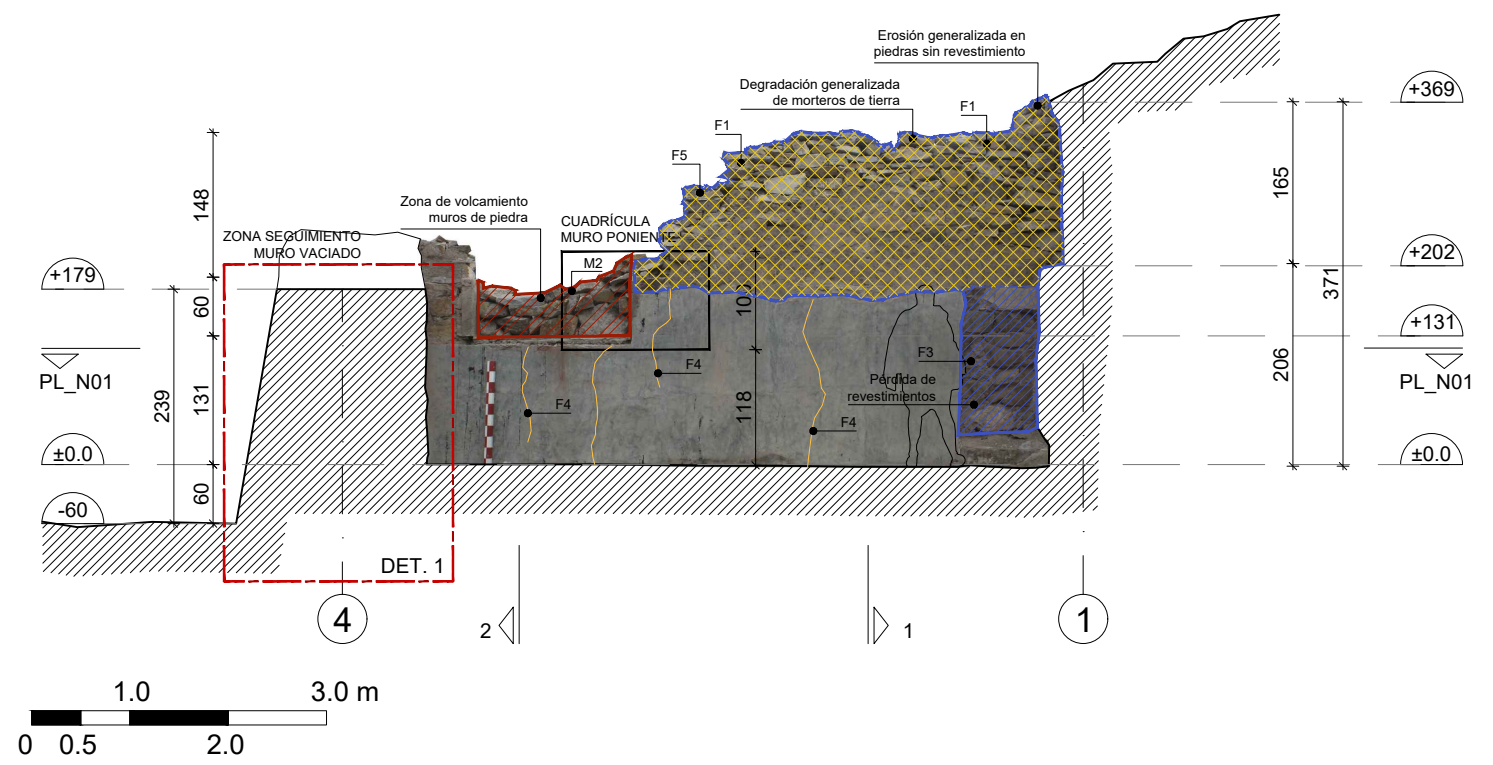 Erosión generalizada en
piedras sin revestimiento
Degradación generalizada
de morteros de tierra
F1
F1
F5
Zona de volcamiento
muros de piedra
CUADRÍCULA
MURO PONIENTE
M2
ZONA SEGUIMIENTO
MURO VACIADO
+369
+179
+202
+131
±0.0
±0.0
-60
PL_N01
PL_N01
148
60
131
60
239
118
165
206
371
F3
Pérdida de
revestimientos
F4
F4
F4
DET. 1
4
2
1
1
1.0
3.0 m
0
0.5
2.0